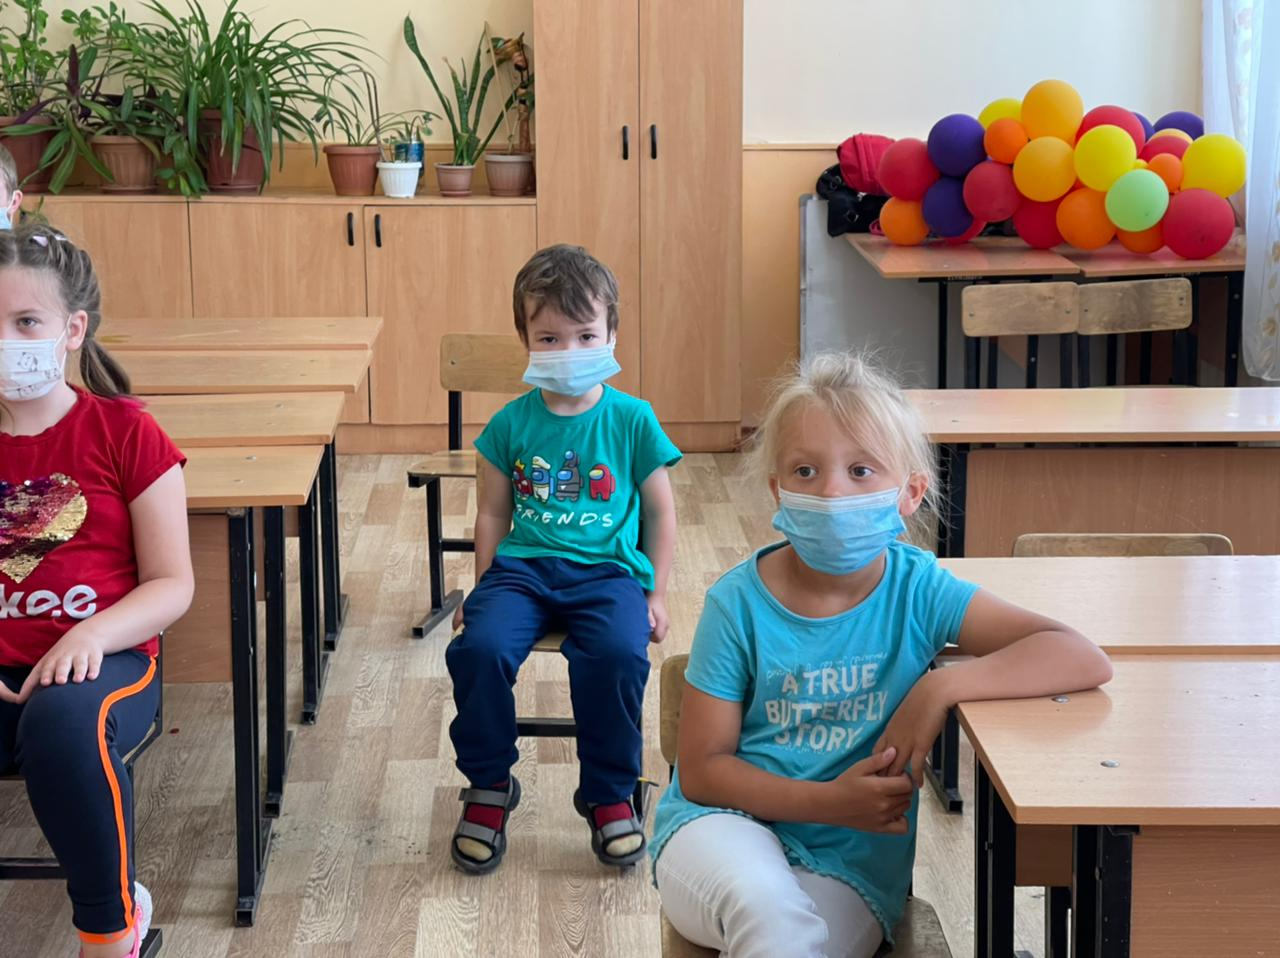 kee
FRIENDS
A TRUE
BUTTERFLY
STORY